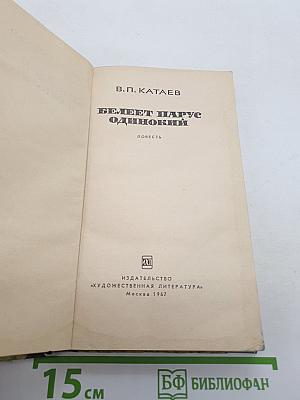 В. П. КАТАЕВ
БЕЛЕЕТ ПАРУС
ОДИНОКИЙ
ПОВЕСТЬ
ИЗДАТЕЛЬСТВО
«ХУДОЖЕСТВЕННАЯ ЛИТЕРАТУРА»
Москва 1967
15 см
БФ БИБЛИОФАН